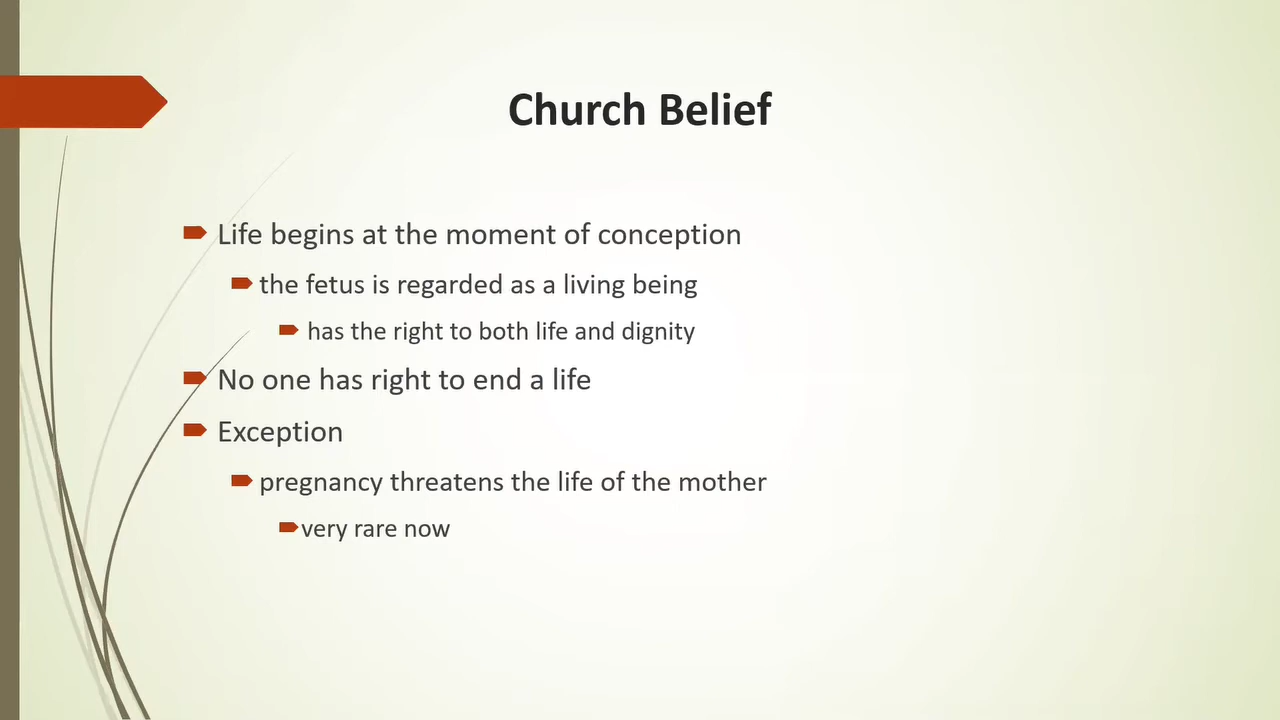 Church Belief
Life begins at the moment of conception
the fetus is regarded as a living being
has the right to both life and dignity
No one has right to end a life
Exception
pregnancy threatens the life of the mother
very rare now